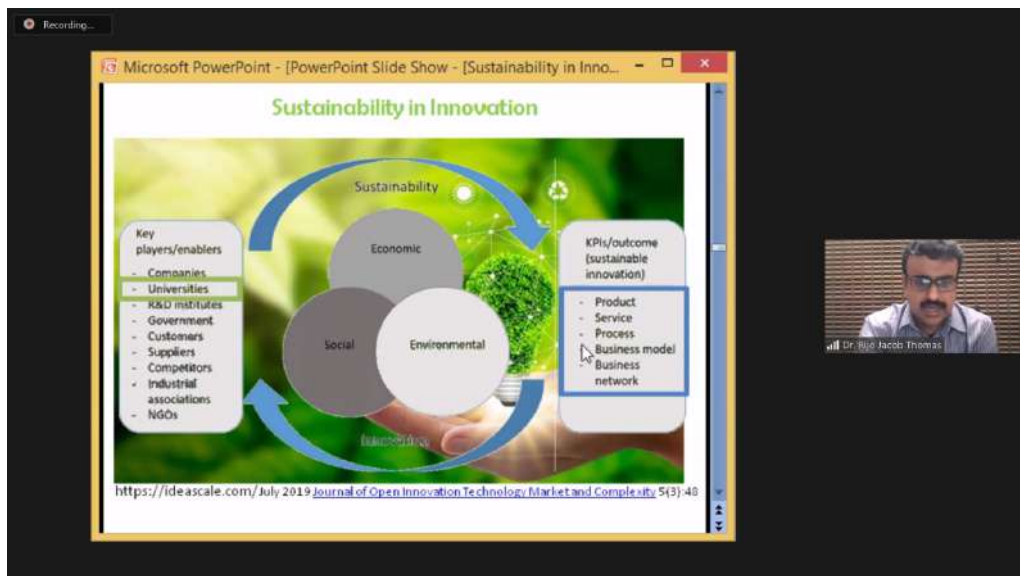 Recording...
Microsoft PowerPoint - [PowerPoint Slide Show - [Sustainability in Inno...
Sustainability in Innovation
Sustainability
Key
players/enablers
- Companies
- Universities
- R&D institutes
- Government
- Customers
- Suppliers
- Competitors
- Industrial
associations
- NGOs
Economic
Social
Environmental
KPIs/outcome
(sustainable
innovation)
- Product
- Service
- Process
Business model
- Business
network
Innovation
https://ideascale.com/July 2019 Journal of Open Innovation Technology Market and Complexity 5(3):48
Dr. Rijo Jacob Thomas